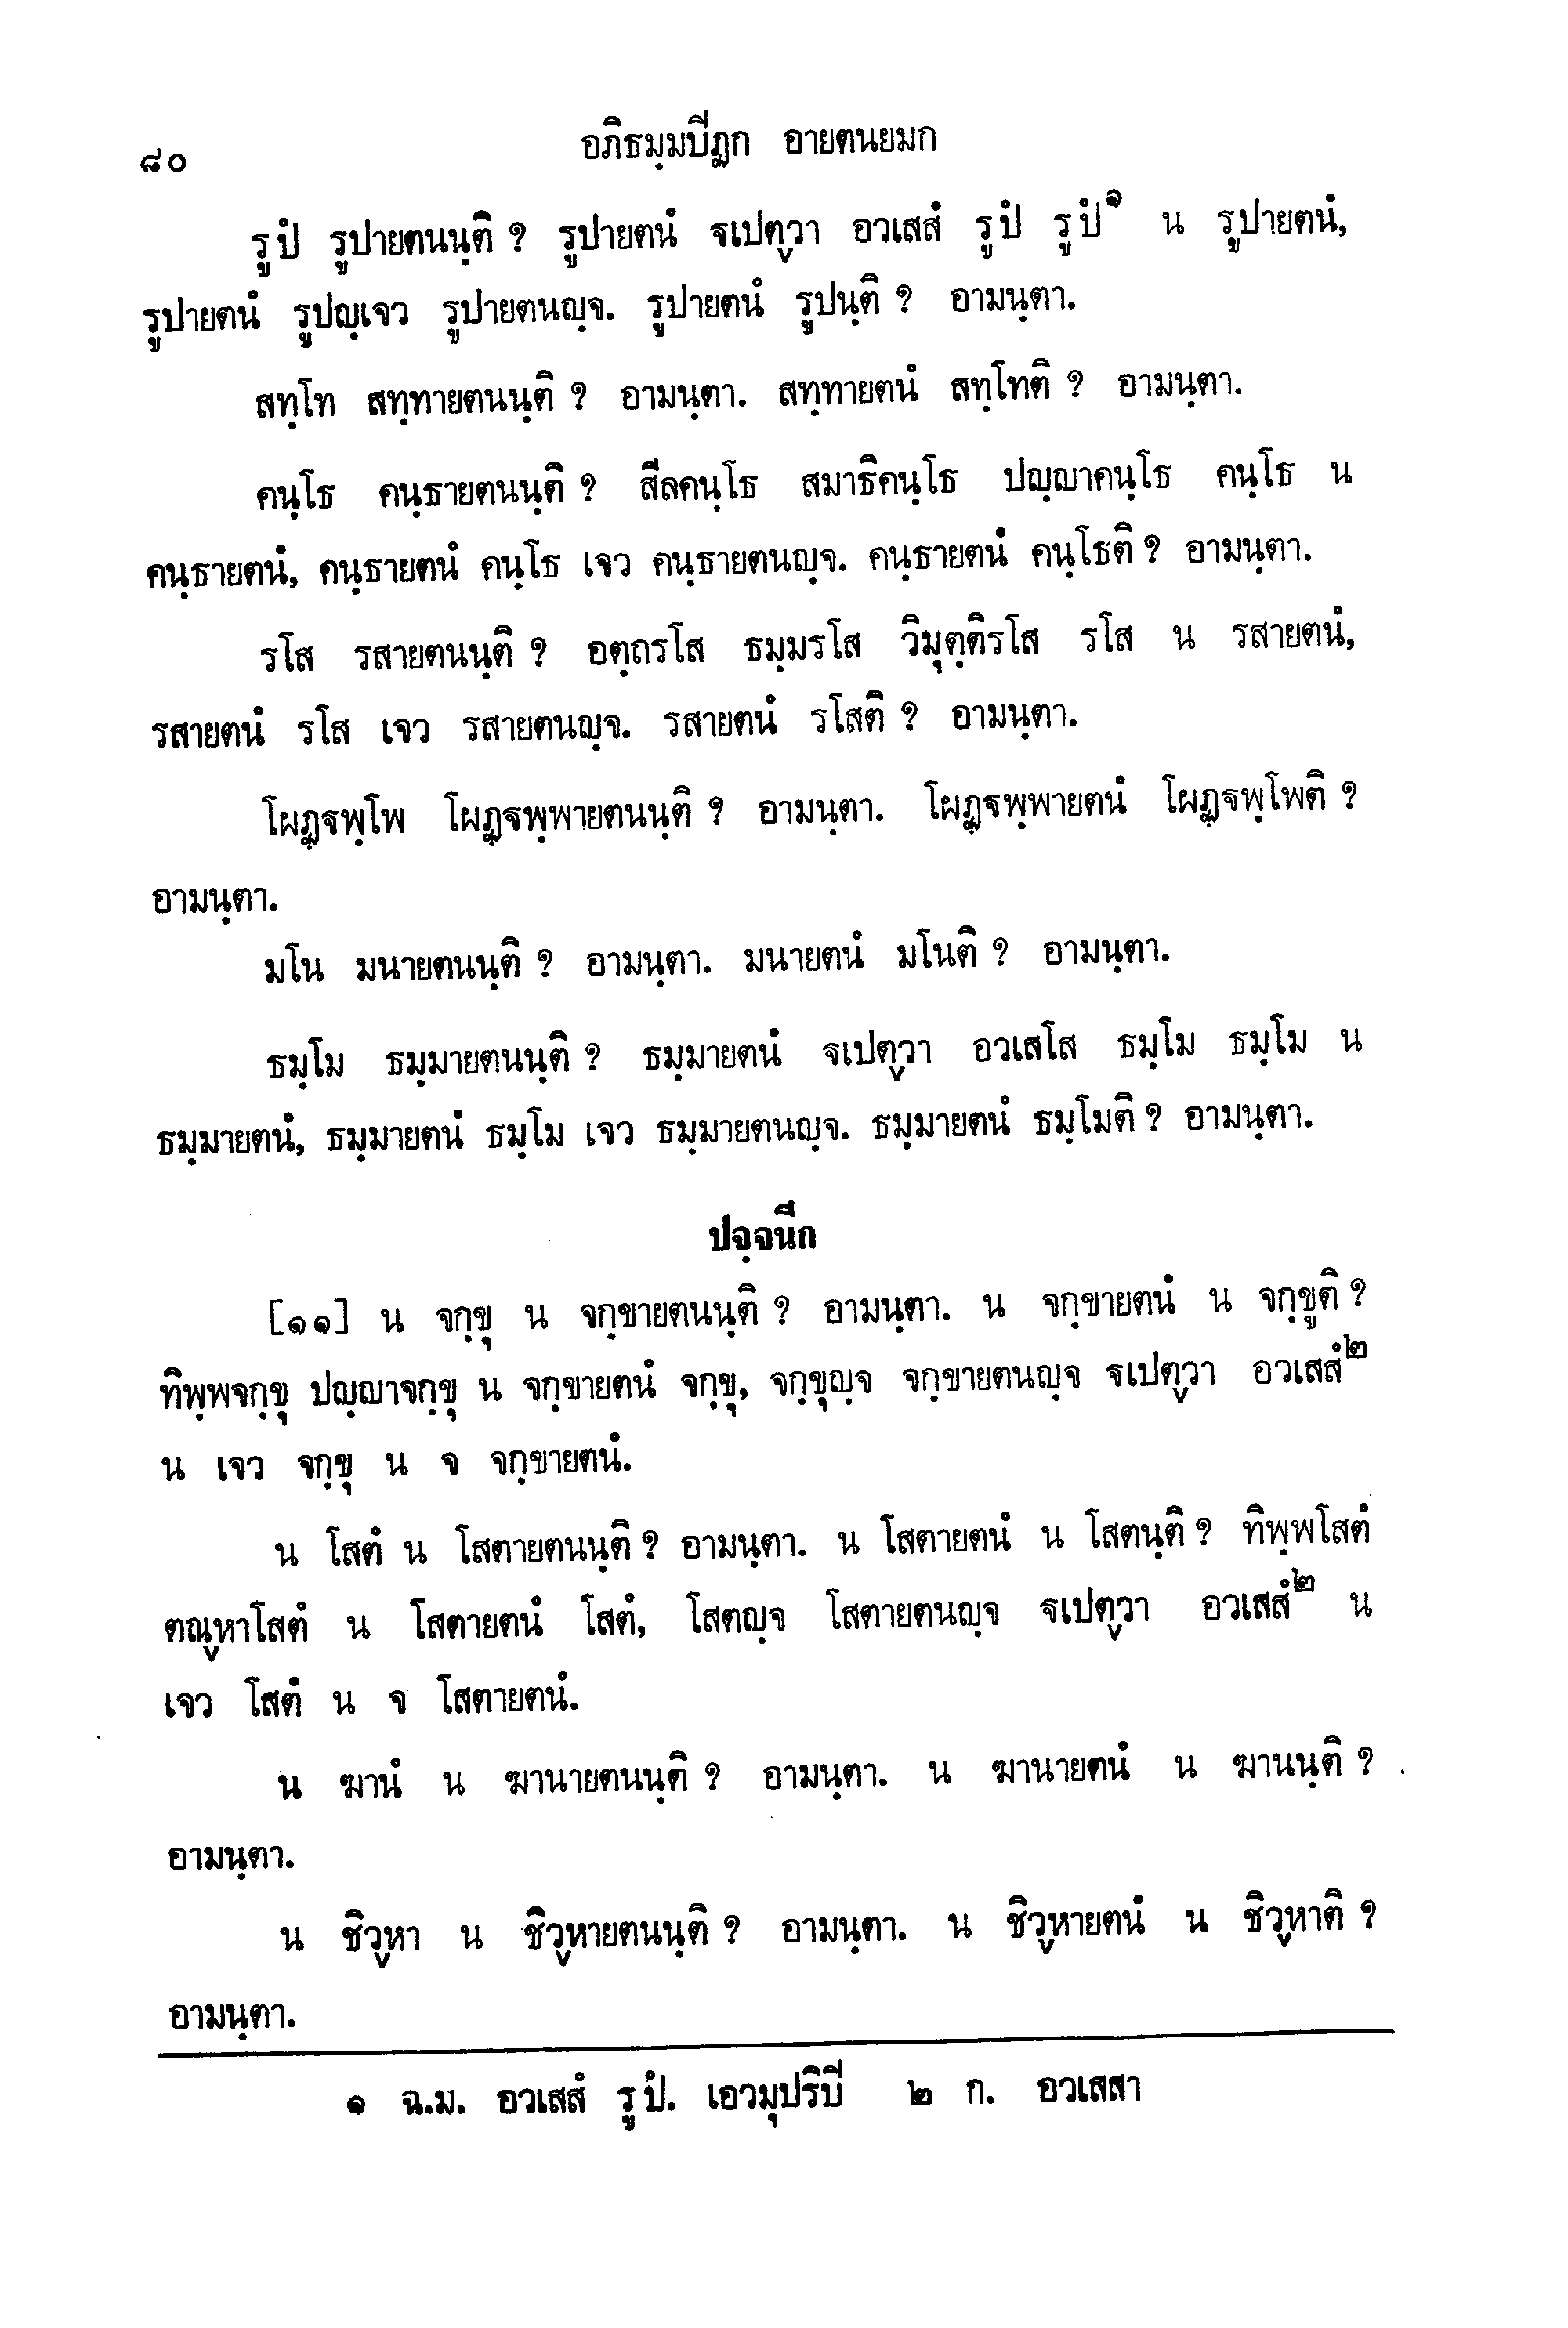 ๘๐ อภิธมฺมปีฏก อายตนยมก
รูปํ รูปายตนนฺติ ? รูปายตนํ ฐเปตฺวา อวเสสํ รูปํ รูปํ๑ น รูปายตนํ,
รูปายตนํ รูปญฺเจว รูปายตนญฺจ. รูปายตนํ รูปนฺติ ? อามนฺตา.
สทฺโท สทฺทายตนนฺติ ? อามนฺตา. สทฺทายตนํ สทฺโทติ ? อามนฺตา.
คนฺโธ คนฺธายตนนฺติ ? สีลคนฺโธ สมาธิคนฺโธ ปญฺญาคนฺโธ คนฺโธ น
คนฺธายตนํ, คนฺธายตนํ คนฺโธ เจว คนฺธายตนญฺจ. คนฺธายตนํ คนฺโธติ ? อามนฺตา.
รโส รสายตนนฺติ ? อตฺถรโส ธมฺมรโส วิมุตฺติรโส รโส น รสายตนํ,
รสายตนํ รโส เจว รสายตนญฺจ. รสายตนํ รโสติ ? อามนฺตา.
โผฏฺฐพฺโพ โผฏฺฐพฺพายตนนฺติ ? อามนฺตา. โผฏฺฐพฺพายตนํ โผฏฺฐพฺโพติ ?
อามนฺตา.
มโน มนายตนนฺติ ? อามนฺตา. มนายตนํ มโนติ ? อามนฺตา.
ธมฺโม ธมฺมายตนนฺติ ? ธมฺมายตนํ ฐเปตฺวา อวเสโส ธมฺโม ธมฺโม น
ธมฺมายตนํ, ธมฺมายตนํ ธมฺโม เจว ธมฺมายตนญฺจ. ธมฺมายตนํ ธมฺโมติ ? อามนฺตา.
ปจฺจนีก
[๑๑] น จกฺขุ น จกฺขายตนนฺติ ? อามนฺตา. น จกฺขายตนํ น จกฺขูติ ?
ทิพฺพจกฺขุ ปญฺญาจกฺขุ น จกฺขายตนํ จกฺขุ, จกฺขุญฺจ จกฺขายตนญฺจ ฐเปตฺวา อวเสสํ๒
น เจว จกฺขุ น จ จกฺขายตนํ.
น โสตํ น โสตายตนนฺติ ? อามนฺตา. น โสตายตนํ น โสตนฺติ ? ทิพฺพโสตํ
ตณฺหาโสตํ น โสตายตนํ โสตํ, โสตญฺจ โสตายตนญฺจ ฐเปตฺวา อวเสสํ๒ น
เจว โสตํ น จ โสตายตนํ.
น ฆานํ น ฆานายตนนฺติ ? อามนฺตา. น ฆานายตนํ น ฆานนฺติ ?
อามนฺตา.
น ชิวฺหา น ชิวฺหายตนนฺติ ? อามนฺตา. น ชิวฺหายตนํ น ชิวฺหาติ ?
อามนฺตา.
๑ ฉ.ม. อวเสสํ รูปํ. เอวมุปริปี ๒ ก. อวเสสา